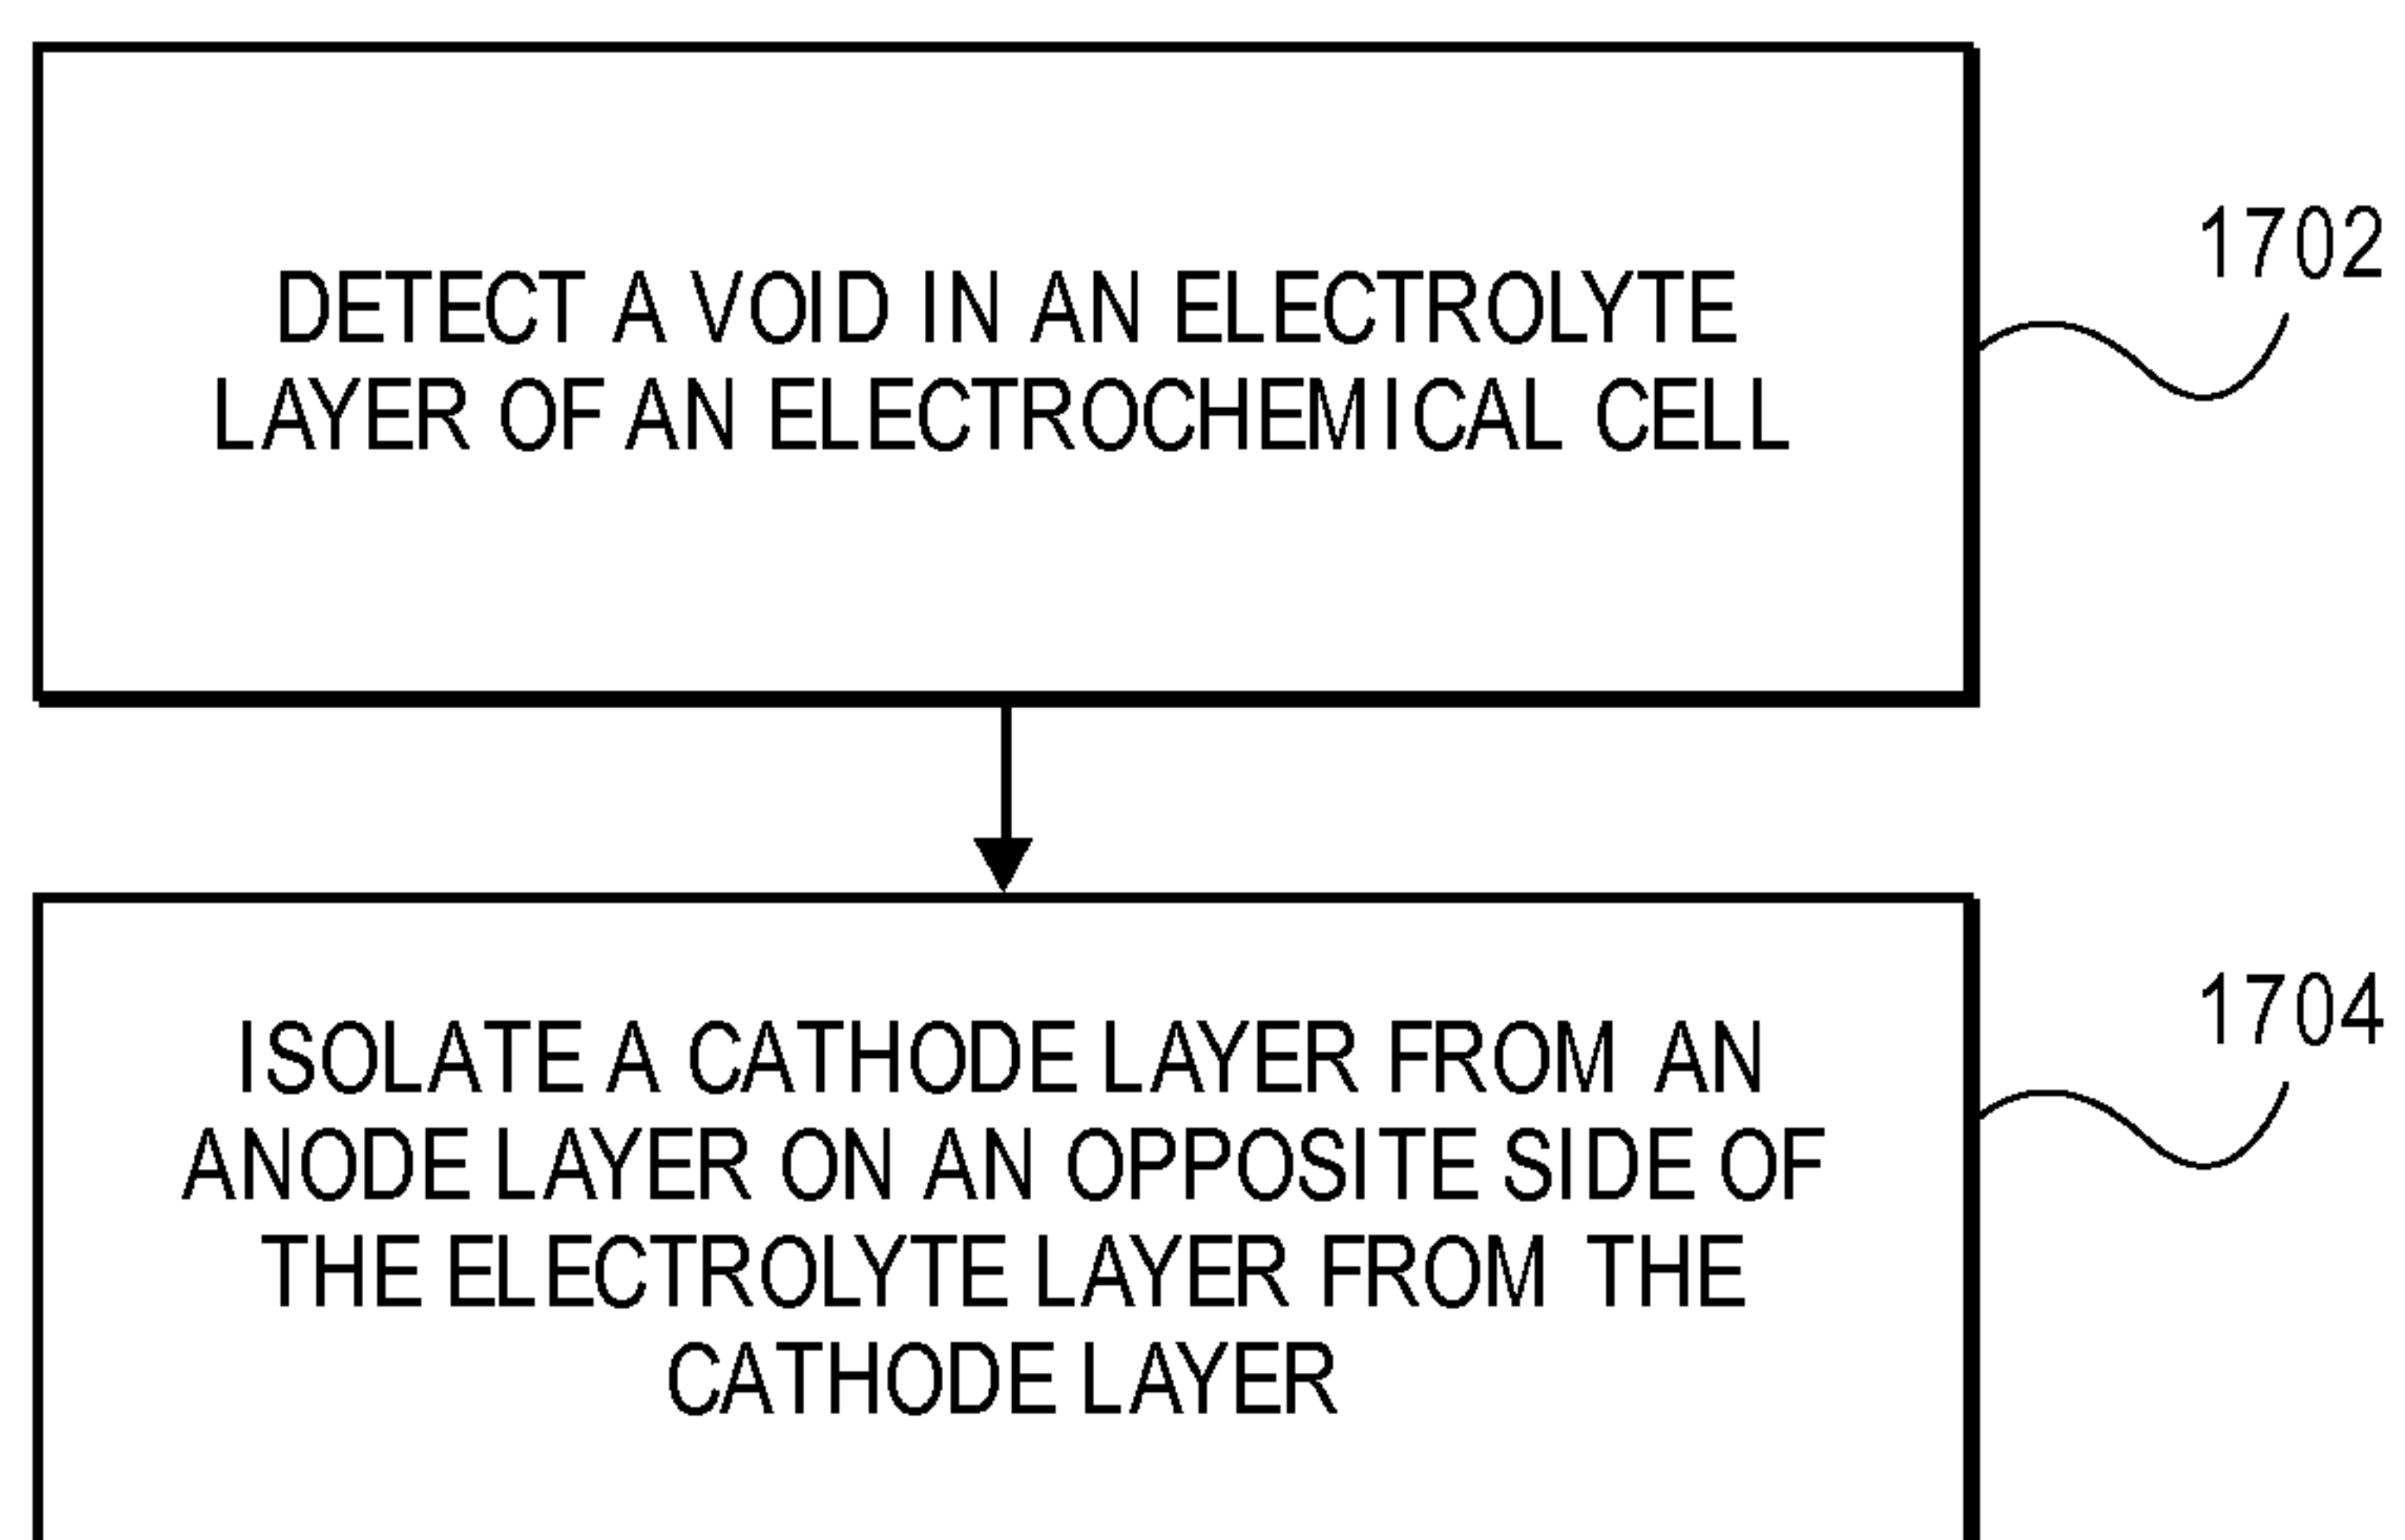 DETECT A VOID IN AN ELECTROLYTE
LAYER OF AN ELECTROCHEMICAL CELL
1702
ISOLATE A CATHODE LAYER FROM AN
ANODE LAYER ON AN OPPOSITE SIDE OF
THE ELECTROLYTE LAYER FROM THE
CATHODE LAYER
1704